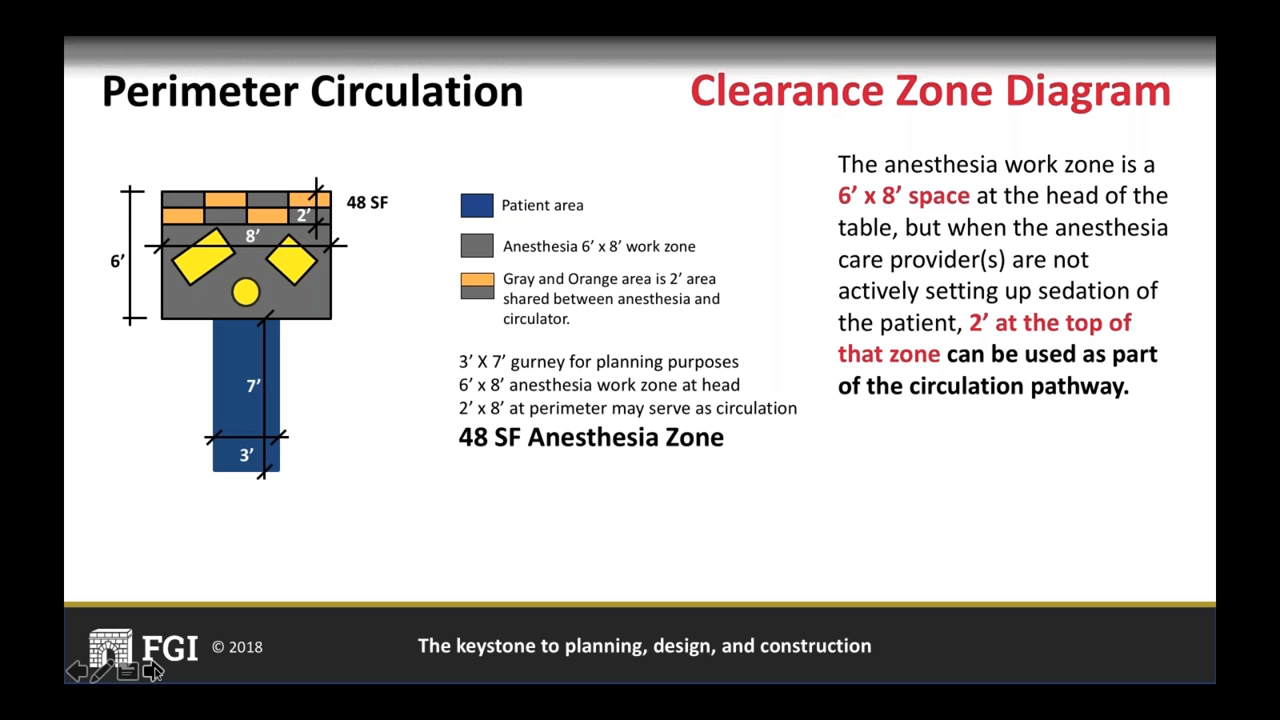 Perimeter Circulation
Clearance Zone Diagram
48 SF
2’
8’
6’
7’
3’
Patient area
Anesthesia 6’ x 8’ work zone
Gray and Orange area is 2’ area
shared between anesthesia and
circulator.
3’ X 7’ gurney for planning purposes
6’ x 8’ anesthesia work zone at head
2’ x 8’ at perimeter may serve as circulation
48 SF Anesthesia Zone
The anesthesia work zone is a
6’ x 8’ space at the head of the
table, but when the anesthesia
care provider(s) are not
actively setting up sedation of
the patient, 2’ at the top of
that zone can be used as part
of the circulation pathway.
FGI © 2018
The keystone to planning, design, and construction